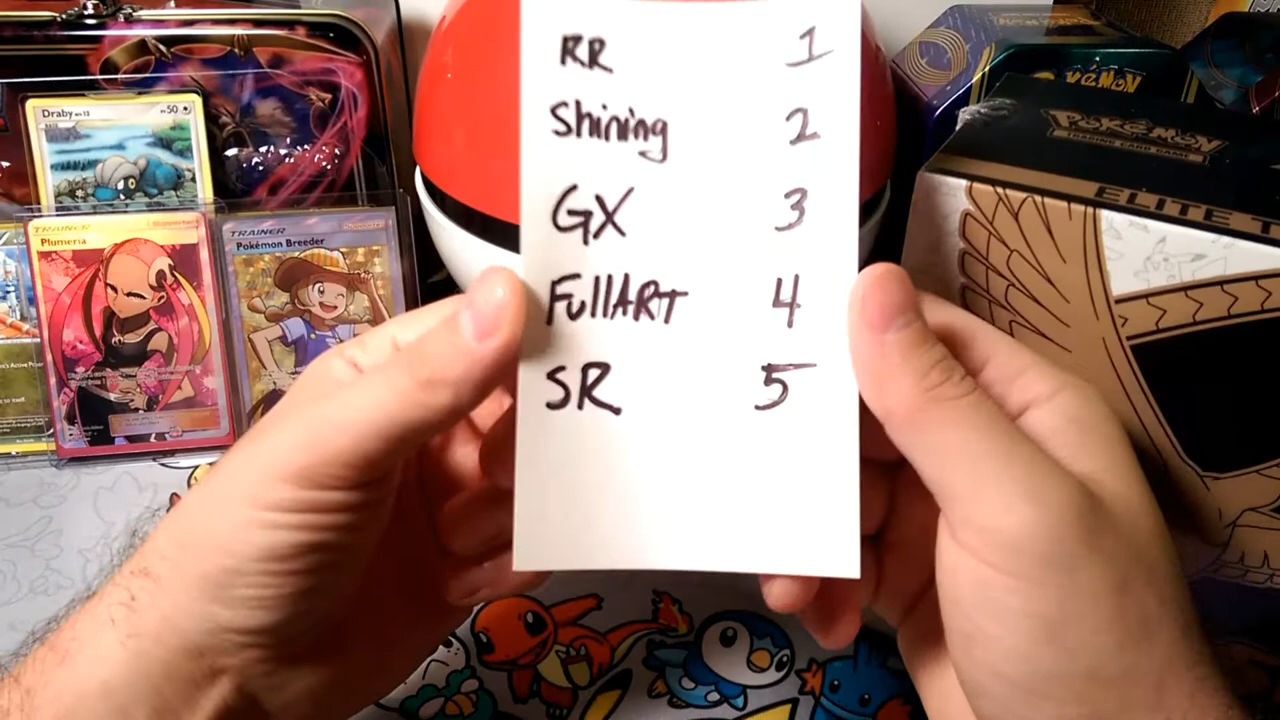 RR 1
Shining 2
GX 3
FullART 4
SR 5
Draby
50
TRAINER
Plumeria
TRAINER
Pokémon Breeder
POKÉMON
POKÉMON
TRADING CARD GAME
ELITE T